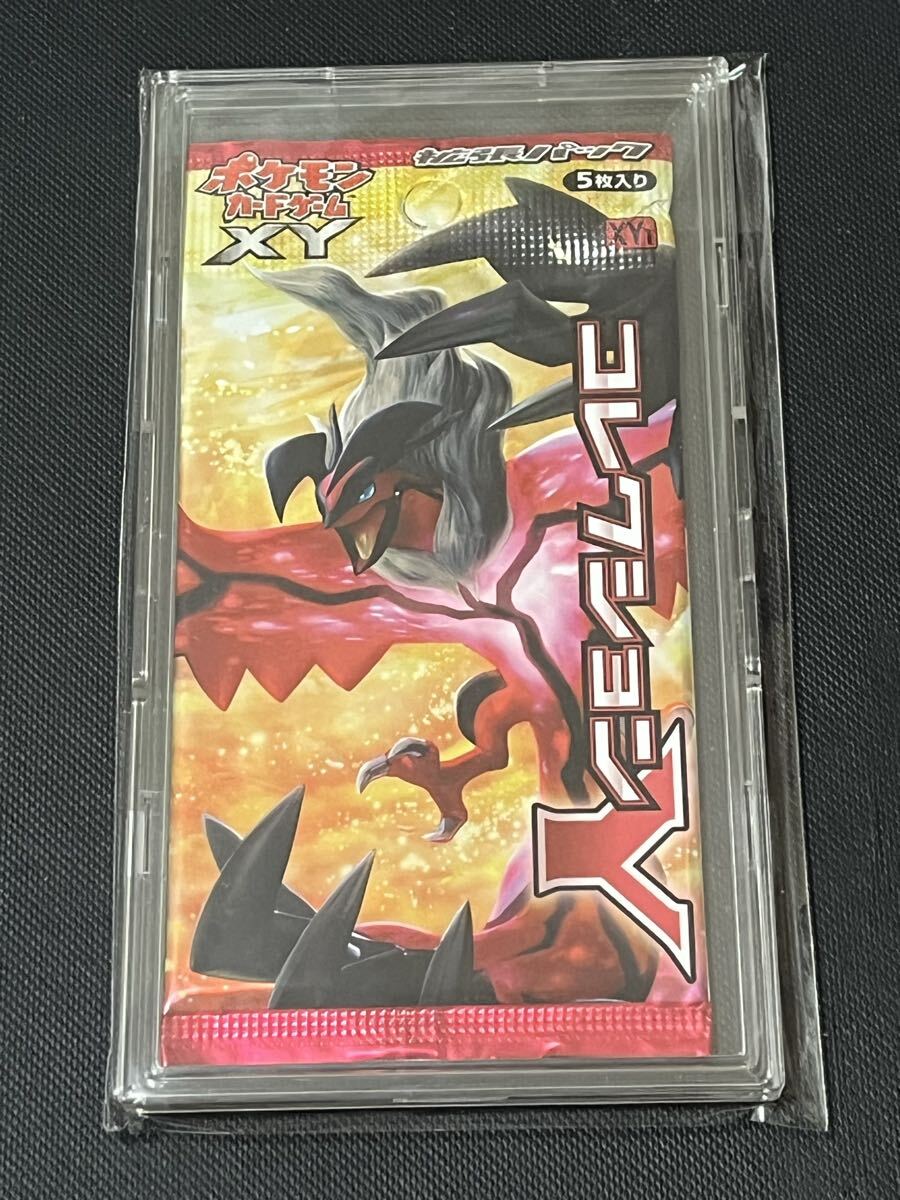 拡張パック
ポケモン
カードゲーム
XY
5枚入り
XY1
コレクションY